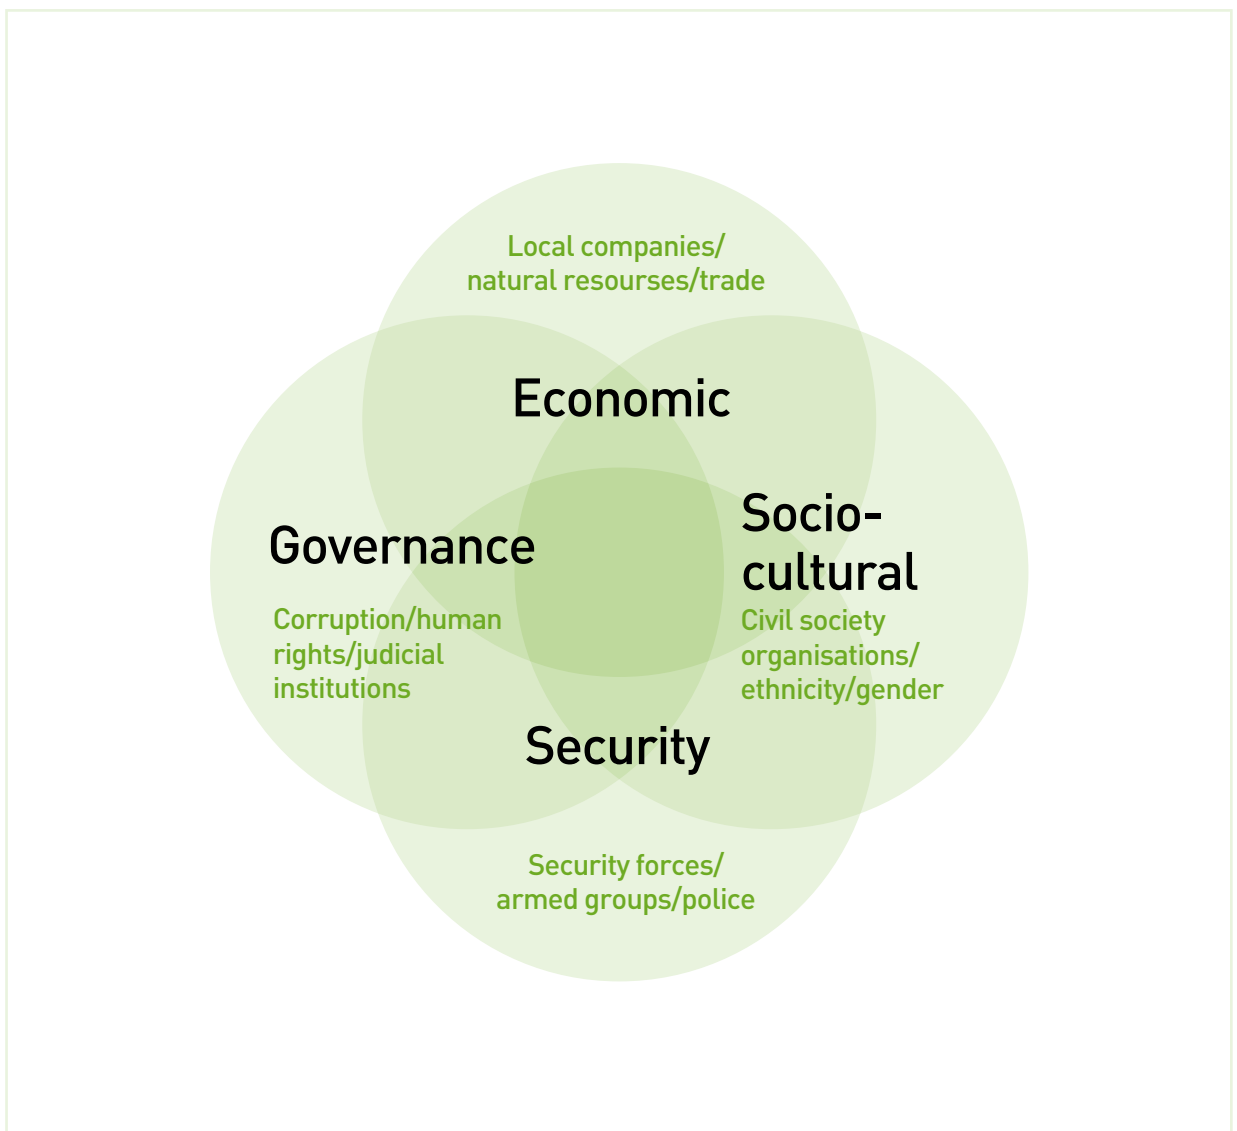 Local companies/
natural resourses/trade
Economic
Governance
Corruption/human
rights/judicial
institutions
Socio-
cultural
Civil society
organisations/
ethnicity/gender
Security
Security forces/
armed groups/police